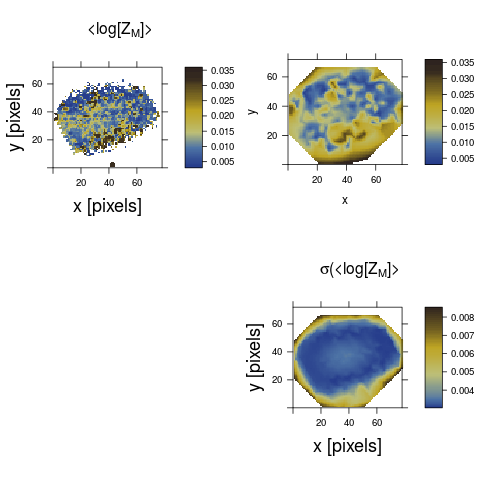 <log[Z_M]>
y [pixels]
60
40
20
20 40 60
x [pixels]
0.035
0.030
0.025
0.020
0.015
0.010
0.005
y
60
40
20
20 40 60
x
0.035
0.030
0.025
0.020
0.015
0.010
0.005
σ(<log[Z_M]>
y [pixels]
60
40
20
20 40 60
x [pixels]
0.008
0.007
0.006
0.005
0.004